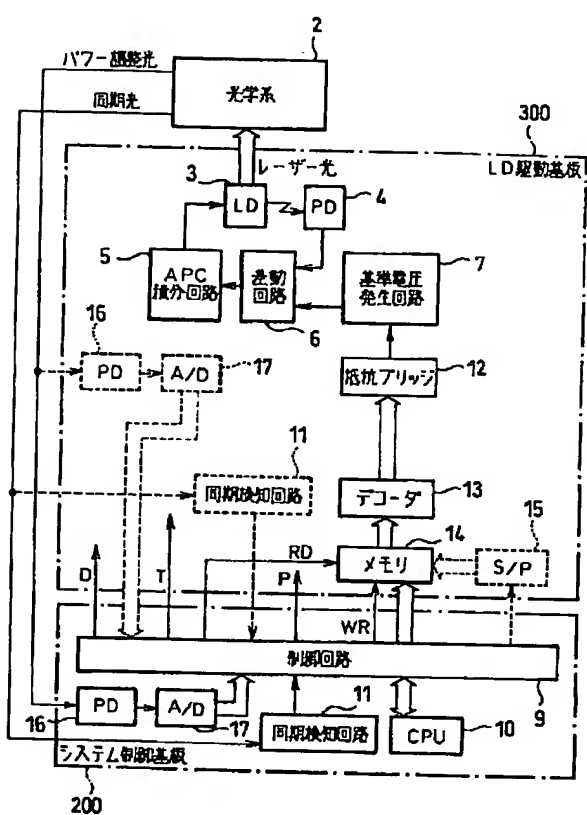 2
パワー調整光
光学系
同期光
300
レーザー光
LD駆動基板
3
LD
PD
4
5
APC
積分回路
差動
回路
6
基準電圧
発生回路
7
16
PD
A/D
17
抵抗ブリッジ
12
11
同期検知回路
デコーダ
13
14
メモリ
15
S/P
D
T
RD
P
WR
制御回路
9
16
PD
A/D
17
11
同期検知回路
CPU
10
システム制御基板
200